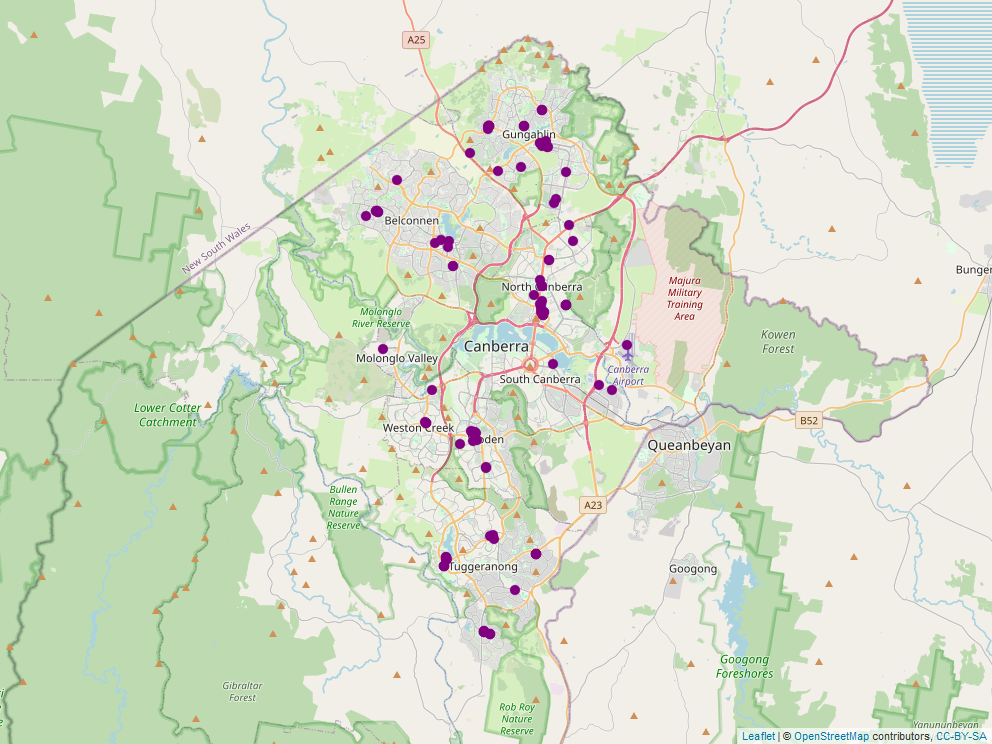 A25
Gungahlin
New South Wales
Belconnen
Bunger
North Canberra
Majura
Military
Training
Area
Molonglo
River Reserve
Kowen
Forest
Canberra
Molonglo Valley
Canberra
Airport
South Canberra
Lower Cotter
Catchment
B52
Weston Creek
oden
Queanbeyan
Bullen
Range
Nature
Reserve
A23
Tuggeranong
Googong
Googong
Foreshores
Gibraltar
Forest
Rob Roy
Nature
Reserve
Yanununbeyan
Leaflet | © OpenStreetMap contributors, CC-BY-SA